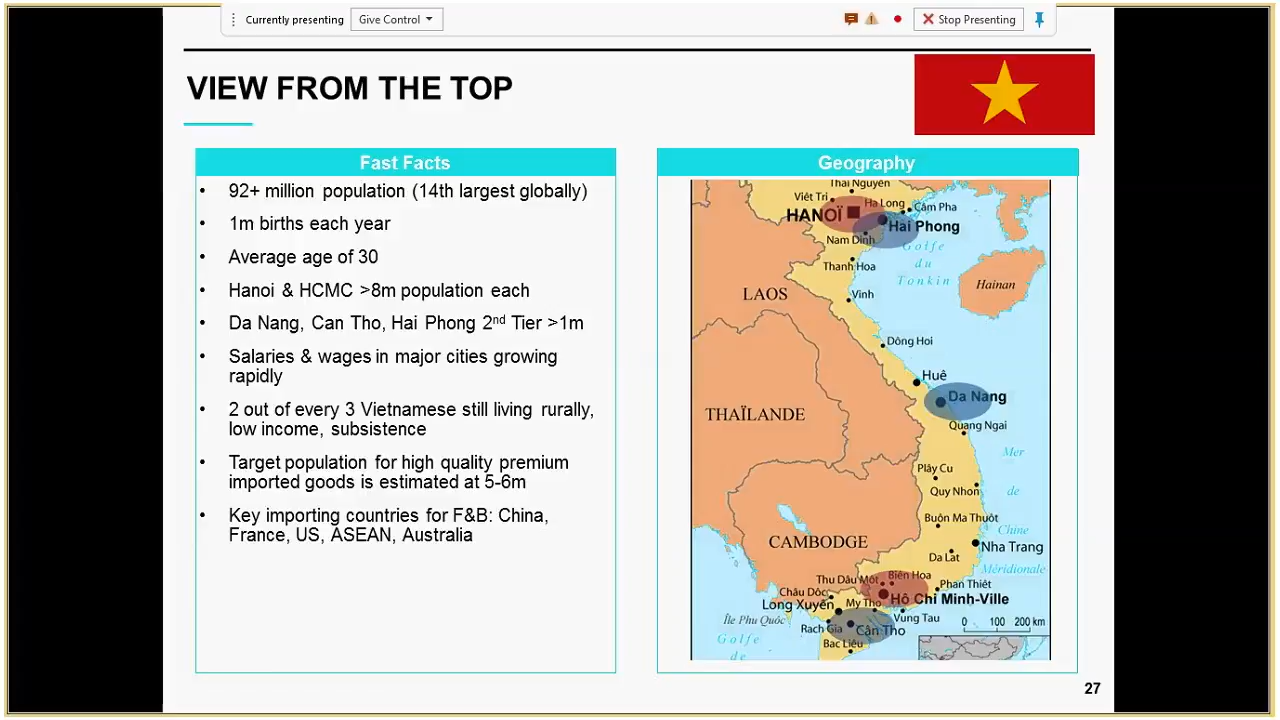 Currently presenting
Give Control
Stop Presenting
VIEW FROM THE TOP
Fast Facts
• 92+ million population (14th largest globally)
• 1m births each year
• Average age of 30
• Hanoi & HCMC >8m population each
• Da Nang, Can Tho, Hai Phong 2nd Tier >1m
• Salaries & wages in major cities growing
rapidly
• 2 out of every 3 Vietnamese still living rurally,
low income, subsistence
• Target population for high quality premium
imported goods is estimated at 5-6m
• Key importing countries for F&B: China,
France, US, ASEAN, Australia
Geography
Thai Nguyen
Việt Tri
Ha Long
Câm Pha
HANOÏ
Hai Phong
Nam Dinh
Golfe
du
Tonkin
Thanh Hoa
Hainan
LAOS
Vinh
Dông Hoi
Huê
Da Nang
THAÏLANDE
Quang Ngai
Mer
Plây Cu
Quy Nhon
de
Buôn Ma Thuôt
Chine
CAMBODGE
Nha Trang
Da Lat
Méridionale
Thu Dâu Môt
Biên Hoa
Phan Thiêt
Châu Dôc
Hô Chi Minh-Ville
Long Xuyên
My Tho
Île Phu Quôc
Vung Tau
0 100 200 km
Rach Gia
Cân Tho
Golfe
Bac Liêu
de
27